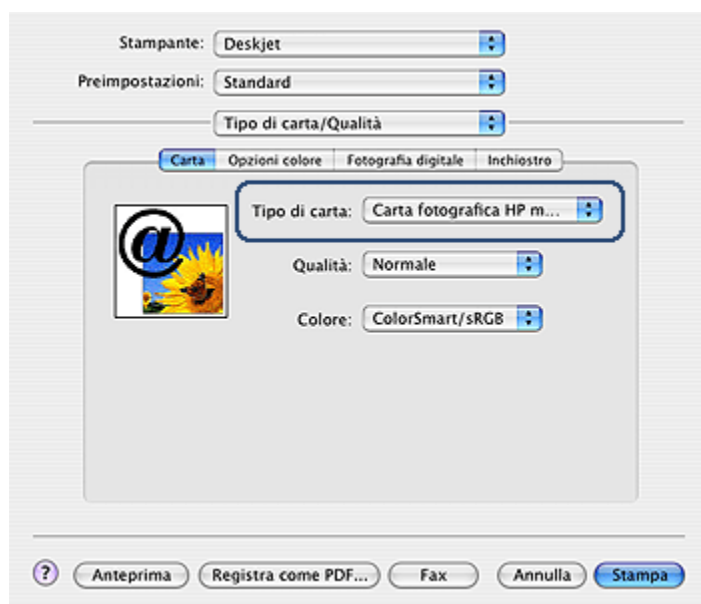 Stampante: Deskjet
Preimpostazioni: Standard
Tipo di carta/Qualità
Carta Opzioni colore Fotografia digitale Inchiostro
Tipo di carta: Carta fotografica HP m...
@
Qualità: Normale
Colore: ColorSmart/sRGB
? Anteprima Registra come PDF... Fax Annulla Stampa